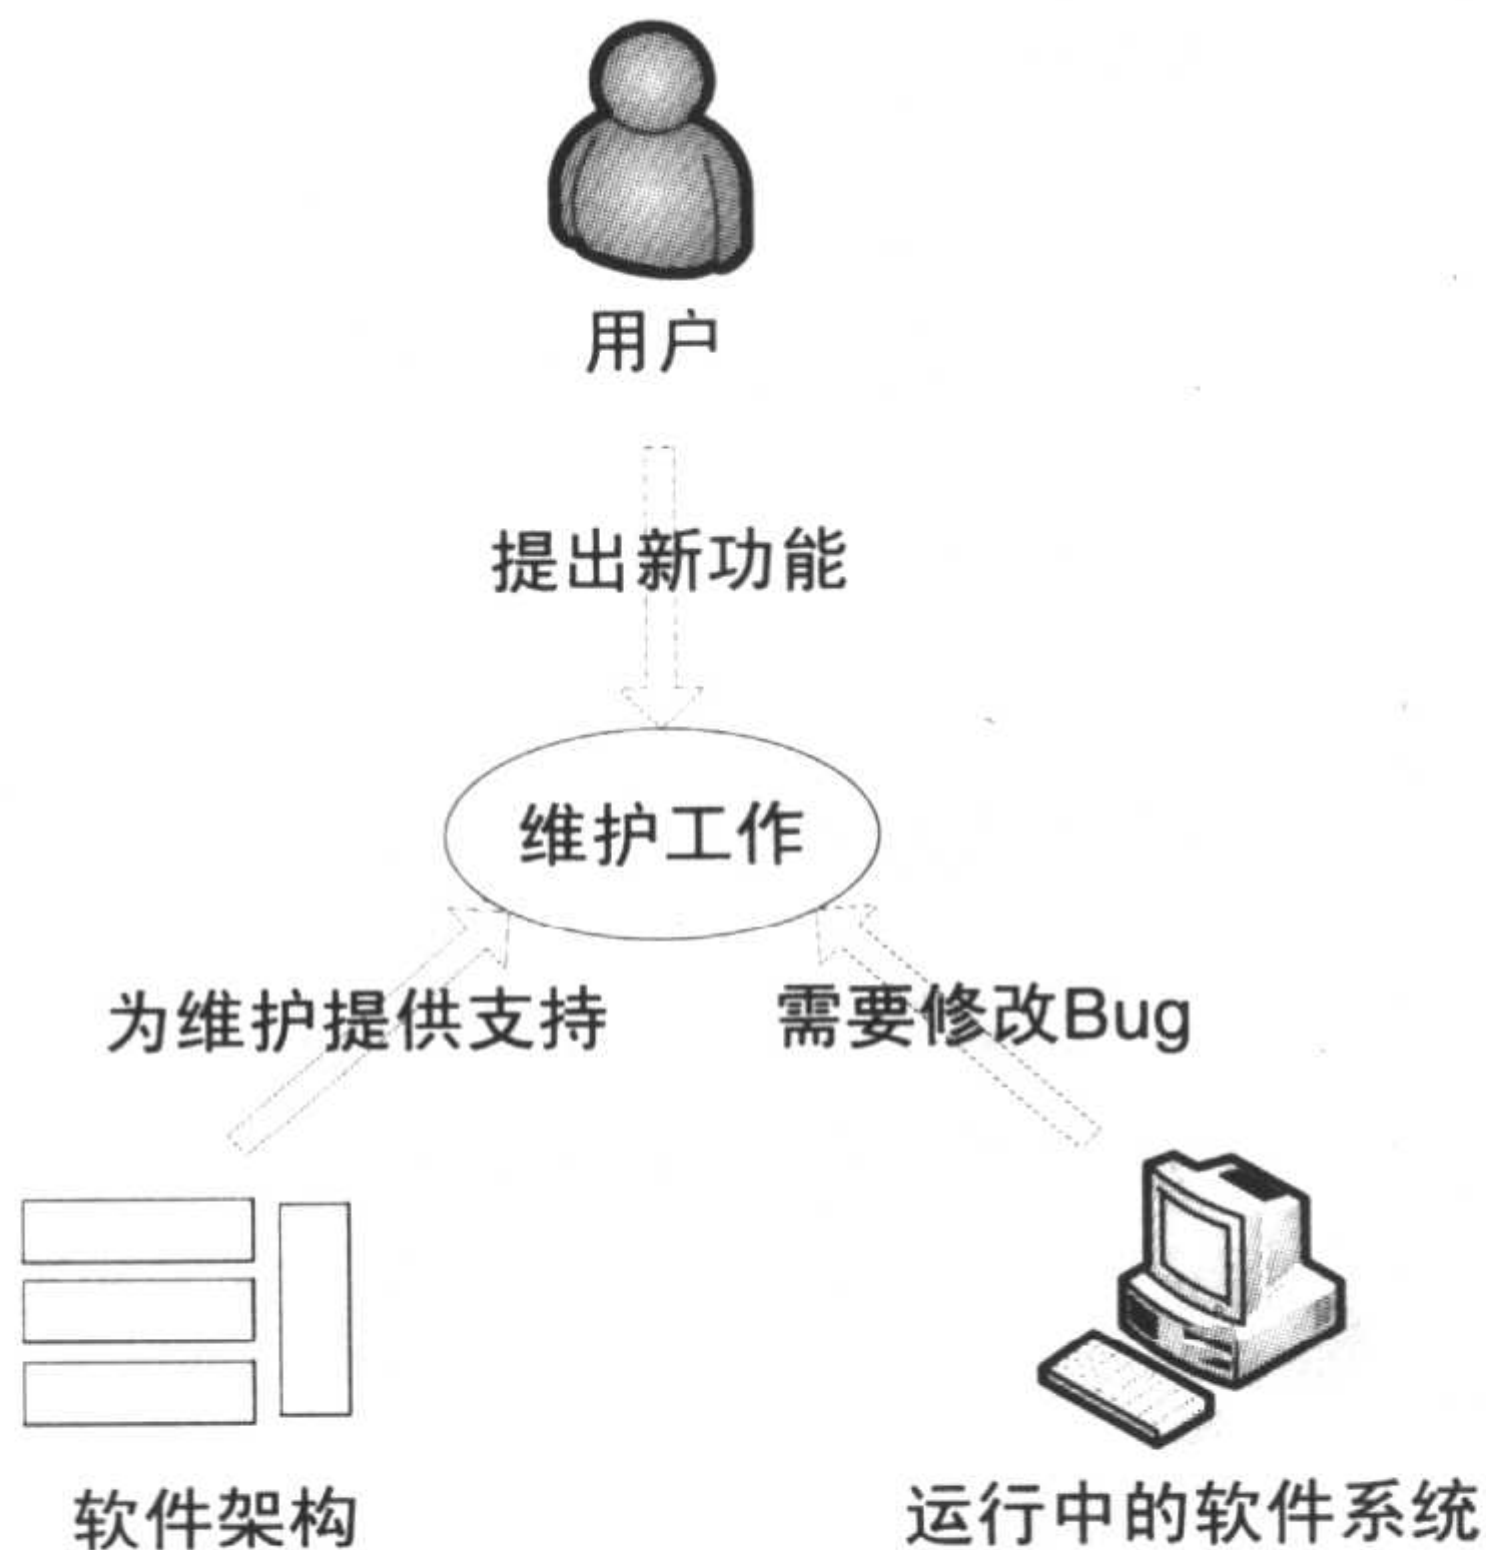 用户
提出新功能
维护工作
为维护提供支持
需要修改Bug
软件架构
运行中的软件系统